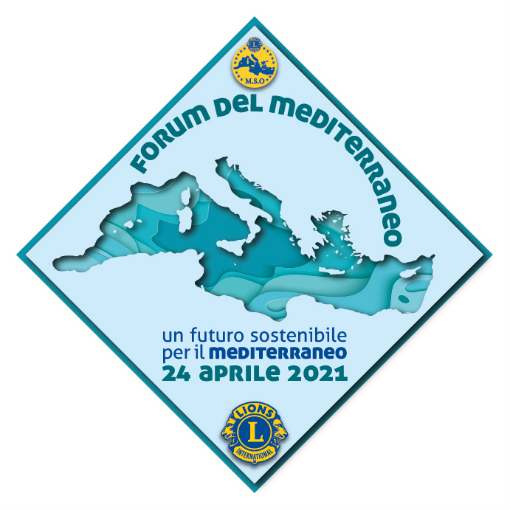 L
M.S.O
FORUM DEL MEDITERRANEO
un futuro sostenibile
per il MEDITERRANEO
24 APRILE 2021
LIONS
L
INTERNATIONAL